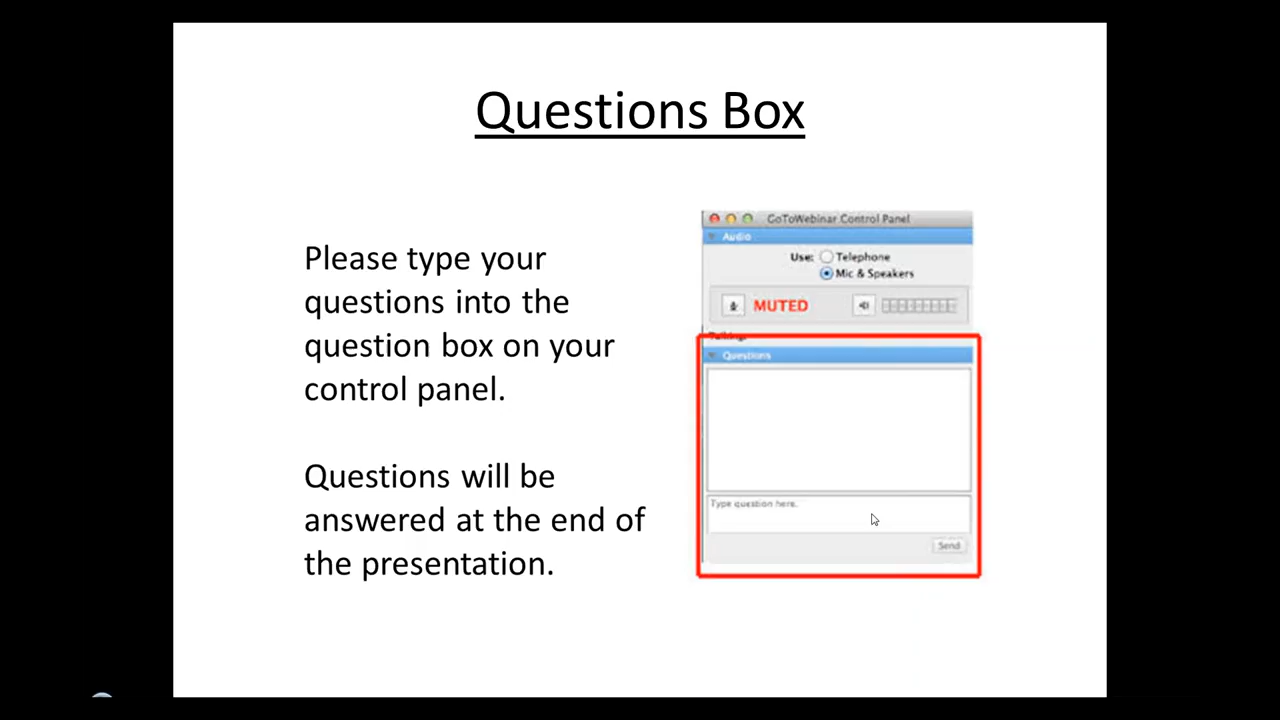 Questions Box
Please type your
questions into the
question box on your
control panel.
Questions will be
answered at the end of
the presentation.
GoToWebinar Control Panel
Audio
Use: Telephone
Mic & Speakers
MUTED
Talking:
Questions
Type question here.
Send